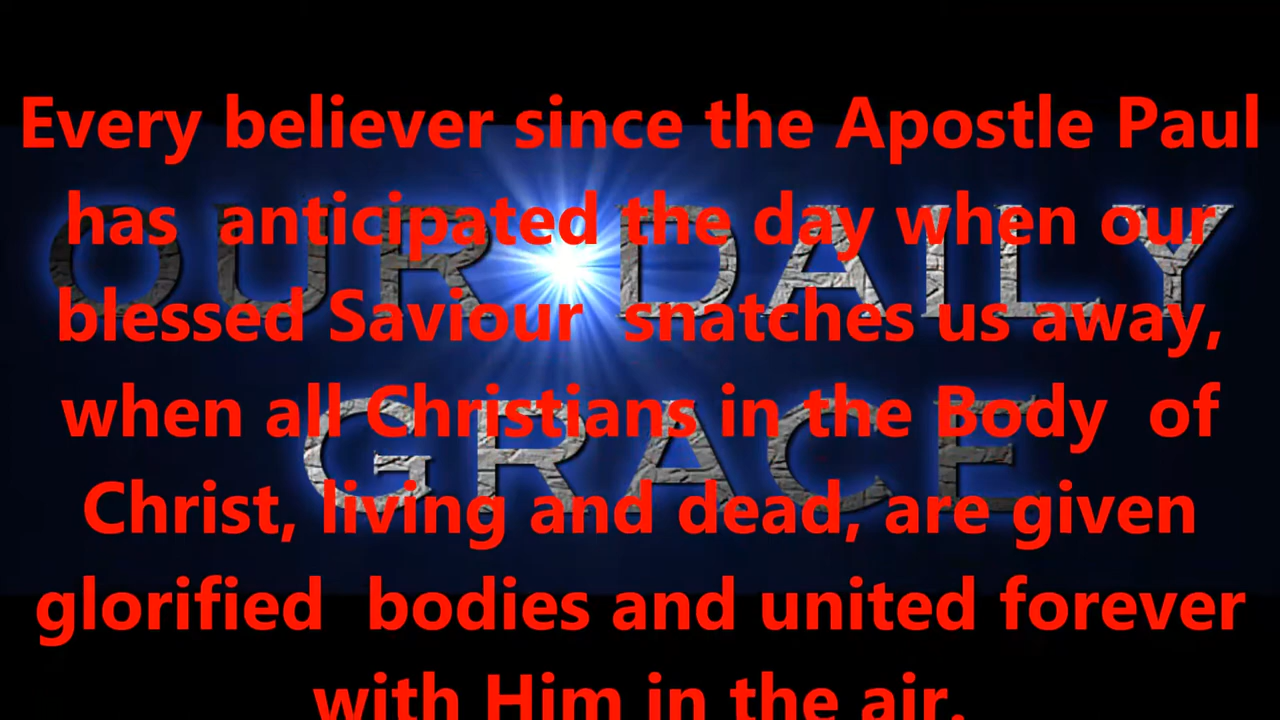 Every believer since the Apostle Paul
has anticipated the day when our
blessed Saviour snatches us away,
when all Christians in the Body of
Christ, living and dead, are given
glorified bodies and united forever
with Him in the air.
OUR DAILY
GRACE